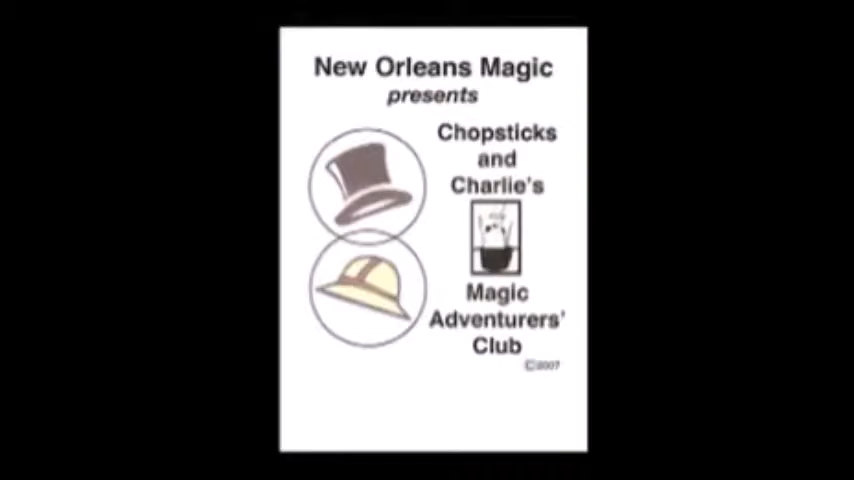 New Orleans Magic
presents
Chopsticks
and
Charlie's
Magic
Adventurers'
Club
©2007